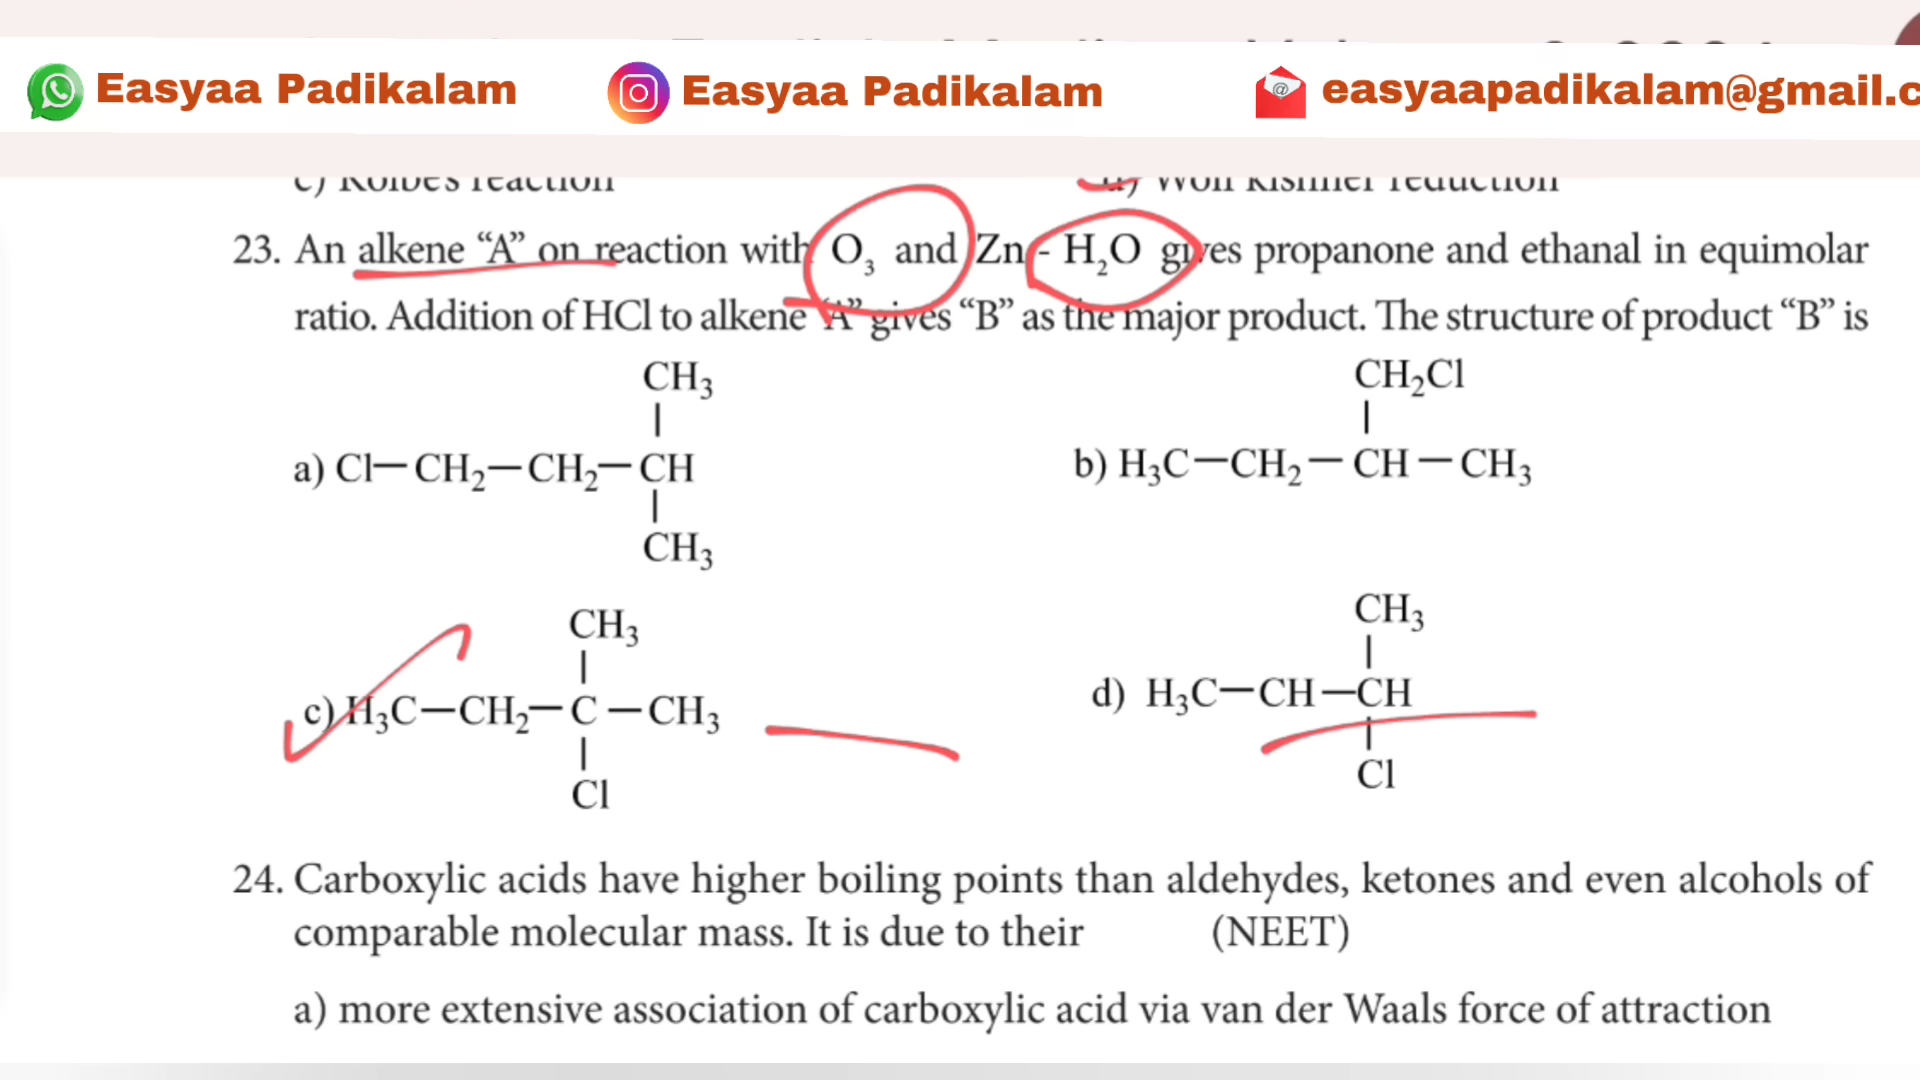 Easyaa Padikalam Easyaa Padikalam easyaapadikalam@gmail.c
c) Kolbes reaction d) Wolf kishner reduction
23. An alkene “A” on reaction with O₃ and Zn - H₂O gives propanone and ethanal in equimolar
ratio. Addition of HCl to alkene “A” gives “B” as the major product. The structure of product “B” is
CH₃ CH₂Cl
a) Cl—CH₂—CH₂—CH b) H₃C—CH₂—CH—CH₃
CH₃
CH₃ CH₃
c) H₃C—CH₂—C—CH₃ d) H₃C—CH—CH
Cl Cl
24. Carboxylic acids have higher boiling points than aldehydes, ketones and even alcohols of
comparable molecular mass. It is due to their (NEET)
a) more extensive association of carboxylic acid via van der Waals force of attraction